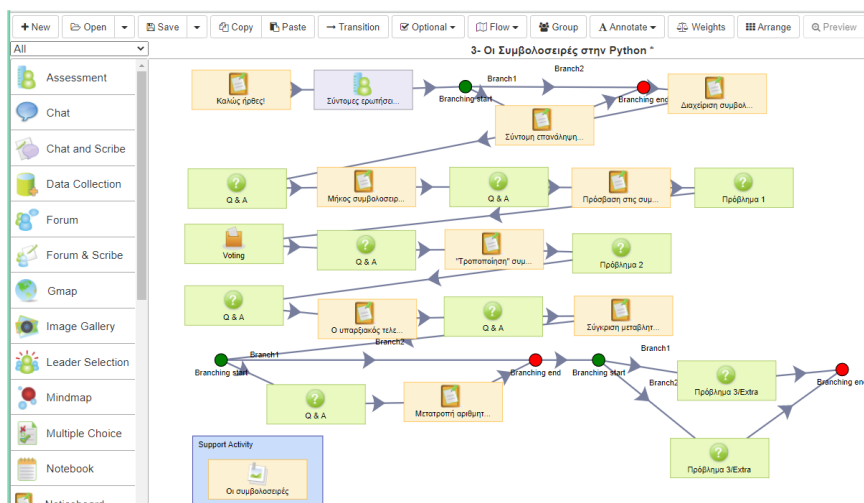 New Open Save Copy Paste Transition Optional Flow Group Annotate Weights Arrange Preview
All
3- Οι Συμβολοσειρές στην Python *
Assessment
Chat
Chat and Scribe
Data Collection
Forum
Forum & Scribe
Gmap
Image Gallery
Leader Selection
Mindmap
Multiple Choice
Notebook
Noticeboard
Καλώς ήρθες!
Σύντομες ερωτήσει...
Branching start
Branch1
Branch2
Branching end
Σύντομη επανάληψη...
Διαχείριση συμβολ...
Q & A
Μήκος συμβολοσειρ...
Q & A
Πρόσβαση στις συμ...
Πρόβλημα 1
Voting
Q & A
"Τροποποίηση" συμ...
Πρόβλημα 2
Q & A
Ο υπαρξιακός τελε...
Q & A
Σύγκριση μεταβλητ...
Branching start
Branch1
Branch2
Branching end
Q & A
Μετατροπή αριθμητ...
Branching start
Branch1
Branch2
Πρόβλημα 3/Extra
Branching end
Πρόβλημα 3/Extra
Support Activity
Οι συμβολοσειρές